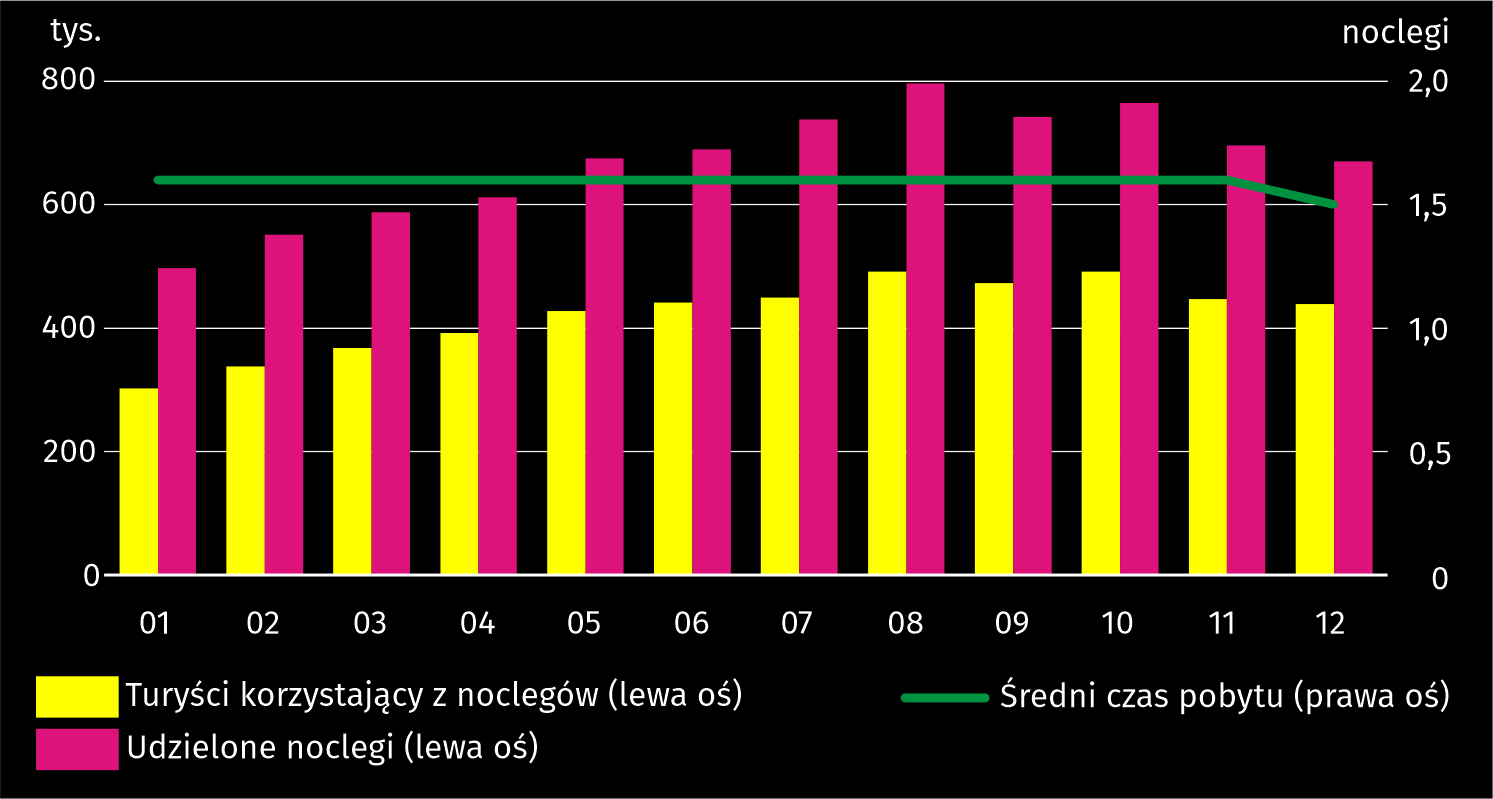 tys. noclegi
800 2,0
600 1,5
400 1,0
200 0,5
0 0
01 02 03 04 05 06 07 08 09 10 11 12
Turyści korzystający z noclegów (lewa oś) Średni czas pobytu (prawa oś)
Udzielone noclegi (lewa oś)